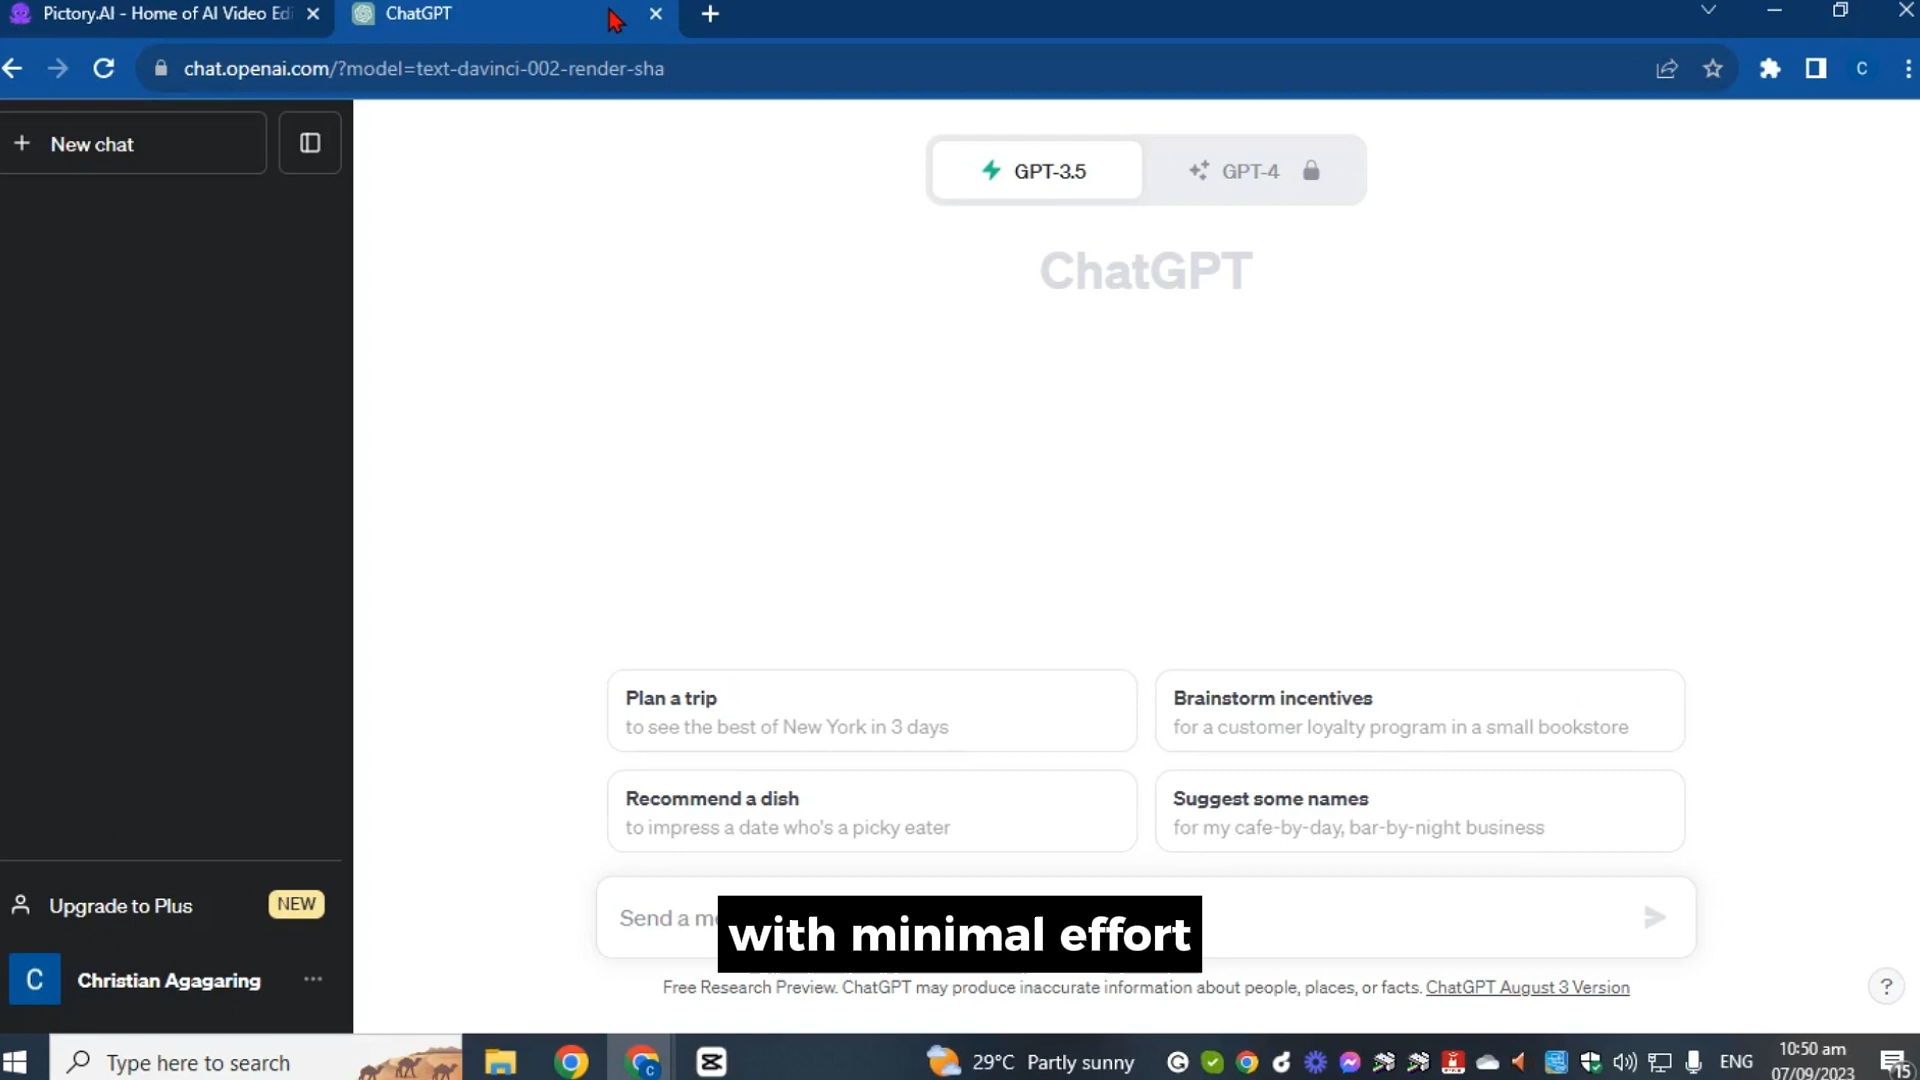 Pictory.AI - Home of AI Video Edi
ChatGPT
chat.openai.com/?model=text-davinci-002-render-sha
C
New chat
GPT-3.5
GPT-4
ChatGPT
Plan a trip
to see the best of New York in 3 days
Brainstorm incentives
for a customer loyalty program in a small bookstore
Recommend a dish
to impress a date who's a picky eater
Suggest some names
for my cafe-by-day, bar-by-night business
Upgrade to Plus
NEW
Send a me
with minimal effort
C
Christian Agagaring
Free Research Preview. ChatGPT may produce inaccurate information about people, places, or facts. ChatGPT August 3 Version
?
Type here to search
C
29°C Partly sunny
ENG
10:50 am
07/09/2023
15